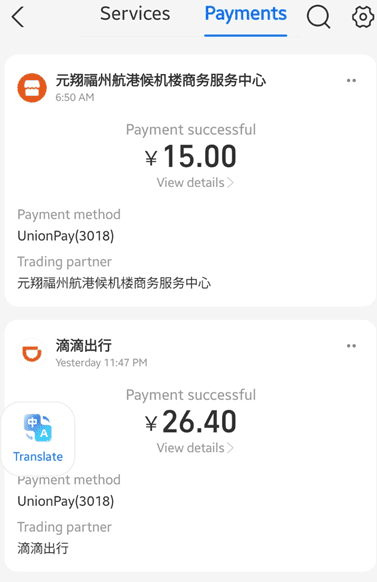 Services
Payments
元翔福州航港候机楼商务服务中心
6:50 AM
Payment successful
¥15.00
View details
Payment method
UnionPay(3018)
Trading partner
元翔福州航港候机楼商务服务中心
滴滴出行
Yesterday 11:47 PM
Payment successful
¥26.40
View details
中
A
Translate
Payment method
UnionPay(3018)
Trading partner
滴滴出行